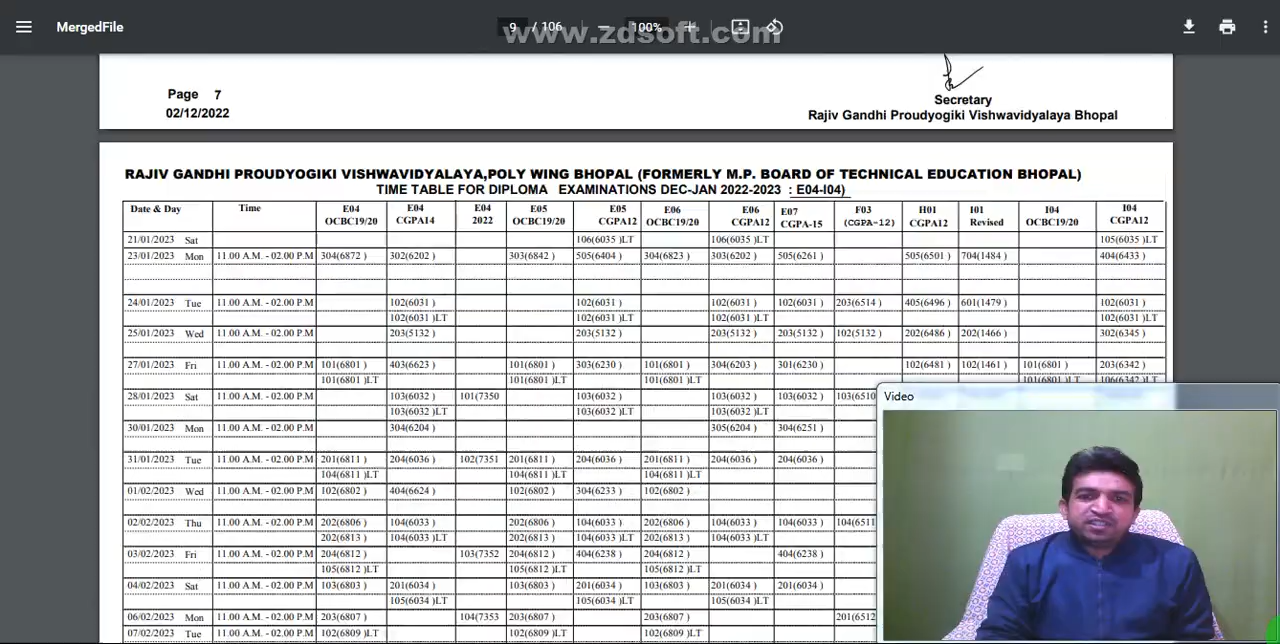 MergedFile 9 / 106 100%
www.zdsoft.com
Page 7
02/12/2022
Secretary
Rajiv Gandhi Proudyogiki Vishwavidyalaya Bhopal
RAJIV GANDHI PROUDYOGIKI VISHWAVIDYALAYA,POLY WING BHOPAL (FORMERLY M.P. BOARD OF TECHNICAL EDUCATION BHOPAL)
TIME TABLE FOR DIPLOMA EXAMINATIONS DEC-JAN 2022-2023 : E04-I04)
Date & Day Time E04 OCBC19/20 E04 CGPA14 E04 2022 E05 OCBC19/20 E05 CGPA12 E06 OCBC19/20 E06 CGPA12 E07 CGPA-15 F03 (CGPA-12) H01 CGPA12 I01 Revised I04 OCBC19/20 I04 CGPA12
21/01/2023 Sat 106(6035 )LT 106(6035 )LT 105(6035 )LT
23/01/2023 Mon 11.00 A.M. - 02.00 P.M 304(6872 ) 302(6202 ) 303(6842 ) 505(6404 ) 304(6823 ) 303(6202 ) 505(6261 ) 505(6501 ) 704(1484 ) 404(6433 )
24/01/2023 Tue 11.00 A.M. - 02.00 P.M 102(6031 ) 102(6031 ) 102(6031 ) 102(6031 ) 203(6514 ) 405(6496 ) 601(1479 ) 102(6031 )
102(6031 )LT 102(6031 )LT 102(6031 )LT 102(6031 )LT
25/01/2023 Wed 11.00 A.M. - 02.00 P.M 203(5132 ) 203(5132 ) 203(5132 ) 203(5132 ) 102(5132 ) 202(6486 ) 202(1466 ) 302(6345 )
27/01/2023 Fri 11.00 A.M. - 02.00 P.M 101(6801 ) 403(6623 ) 101(6801 ) 303(6230 ) 101(6801 ) 304(6203 ) 301(6230 ) 102(6481 ) 102(1461 ) 101(6801 ) 203(6342 )
101(6801 )LT 101(6801 )LT 101(6801 )LT 101(6801 )LT 106(6342 )LT
28/01/2023 Sat 11.00 A.M. - 02.00 P.M 103(6032 ) 101(7350 103(6032 ) 103(6032 ) 103(6032 ) 103(6510
103(6032 )LT 103(6032 )LT 103(6032 )LT
30/01/2023 Mon 11.00 A.M. - 02.00 P.M 304(6204 ) 305(6204 ) 304(6251 )
31/01/2023 Tue 11.00 A.M. - 02.00 P.M 201(6811 ) 204(6036 ) 102(7351 201(6811 ) 204(6036 ) 201(6811 ) 204(6036 ) 204(6036 )
104(6811 )LT 104(6811 )LT 104(6811 )LT
01/02/2023 Wed 11.00 A.M. - 02.00 P.M 102(6802 ) 404(6624 ) 102(6802 ) 304(6233 ) 102(6802 )
02/02/2023 Thu 11.00 A.M. - 02.00 P.M 202(6806 ) 104(6033 ) 202(6806 ) 104(6033 ) 202(6806 ) 104(6033 ) 104(6033 ) 104(6511
202(6813 ) 104(6033 )LT 202(6813 ) 104(6033 )LT 202(6813 ) 104(6033 )LT
03/02/2023 Fri 11.00 A.M. - 02.00 P.M 204(6812 ) 103(7352 204(6812 ) 404(6238 ) 204(6812 ) 404(6238 )
105(6812 )LT 105(6812 )LT 105(6812 )LT
04/02/2023 Sat 11.00 A.M. - 02.00 P.M 103(6803 ) 201(6034 ) 103(6803 ) 201(6034 ) 103(6803 ) 201(6034 ) 201(6034 )
105(6034 )LT 105(6034 )LT 105(6034 )LT
06/02/2023 Mon 11.00 A.M. - 02.00 P.M 203(6807 ) 104(7353 203(6807 ) 203(6807 ) 201(6512
07/02/2023 Tue 11.00 A.M. - 02.00 P.M 102(6809 )LT 102(6809 )LT 102(6809 )LT
Video